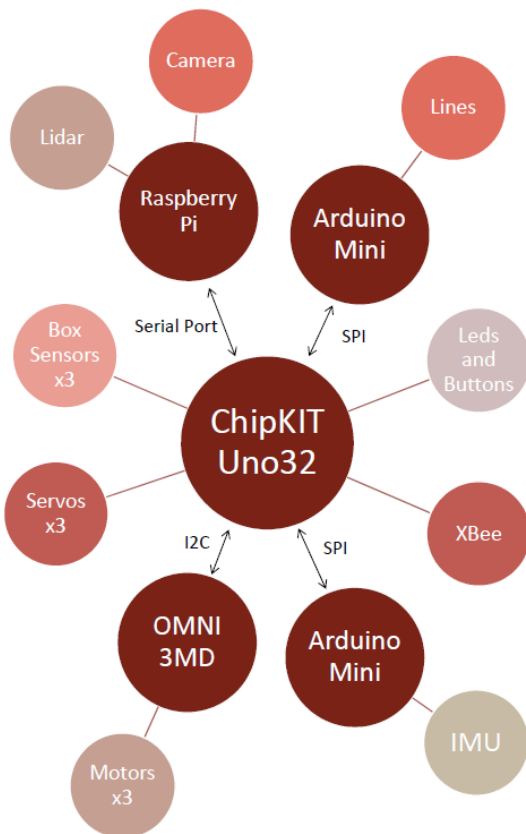 Camera
Lidar
Lines
Raspberry
Pi
Arduino
Mini
Serial Port
SPI
Box
Sensors
x3
Leds
and
Buttons
ChipKIT
Uno32
Servos
x3
XBee
I2C
SPI
OMNI
3MD
Arduino
Mini
IMU
Motors
x3